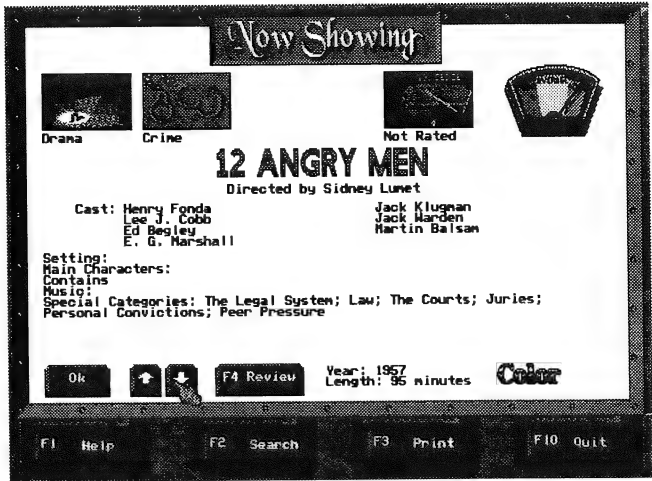 Now Showing
Drama
Crime
Not Rated
12 ANGRY MEN
Directed by Sidney Lumet
Cast: Henry Fonda
Lee J. Cobb
Ed Begley
E. G. Marshall
Jack Klugman
Jack Warden
Martin Balsam
Setting:
Main Characters:
Contains
Music:
Special Categories: The Legal System; Law; The Courts; Juries;
Personal Convictions; Peer Pressure
Ok
F4 Review
Year: 1957
Length: 95 minutes
Color
F1 Help
F2 Search
F3 Print
F10 Quit